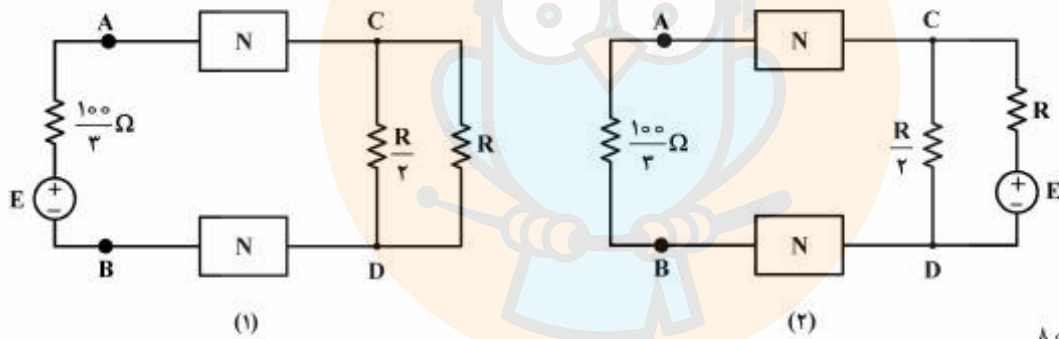 A N C A N C
۱۰۰/۳ Ω R/۲ R ۱۰۰/۳ Ω R/۲ R
E E
B N D B N D
(۱) (۲)